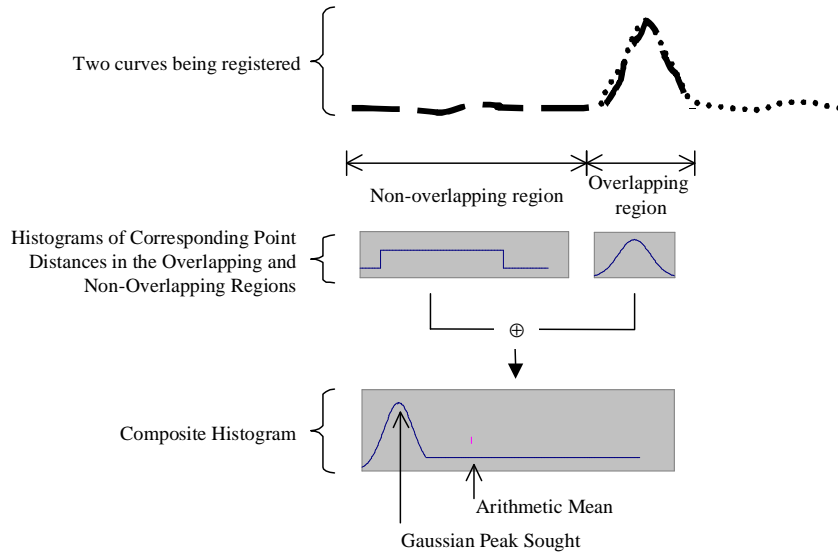 Two curves being registered
Non-overlapping region
Overlapping
region
Histograms of Corresponding Point
Distances in the Overlapping and
Non-Overlapping Regions
⊕
Composite Histogram
Arithmetic Mean
Gaussian Peak Sought